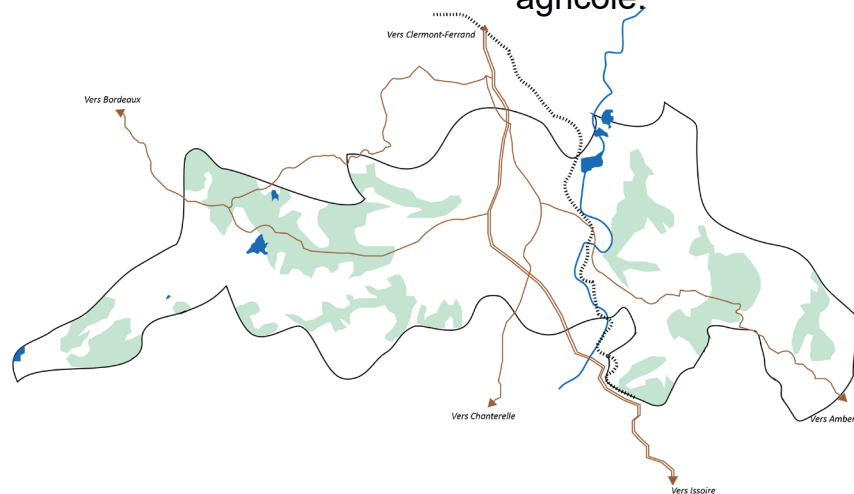 agricole.
Vers Clermont-Ferrand
Vers Bordeaux
Vers Chanterelle
Vers Amber
Vers Issoire